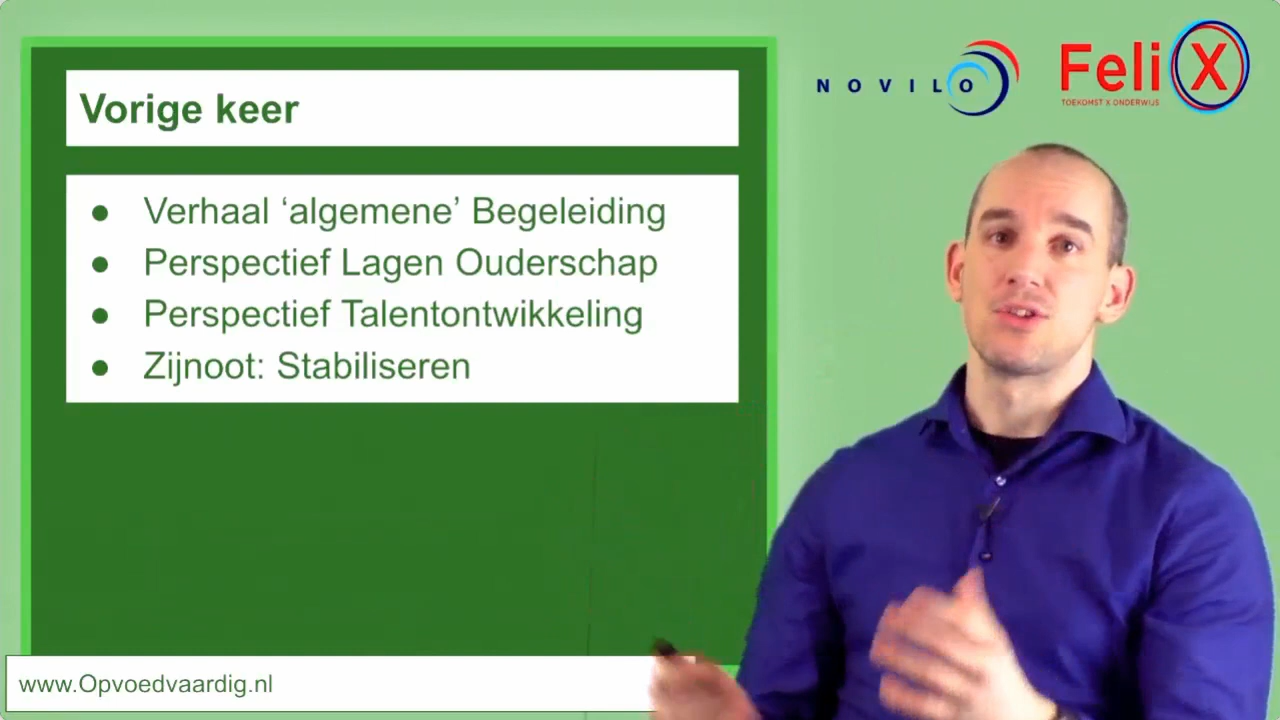 Vorige keer
● Verhaal ‘algemene’ Begeleiding
● Perspectief Lagen Ouderschap
● Perspectief Talentontwikkeling
● Zijnoot: Stabiliseren
www.Opvoedvaardig.nl
NOVILO
FeliX
TOEKOMST X ONDERWIJS